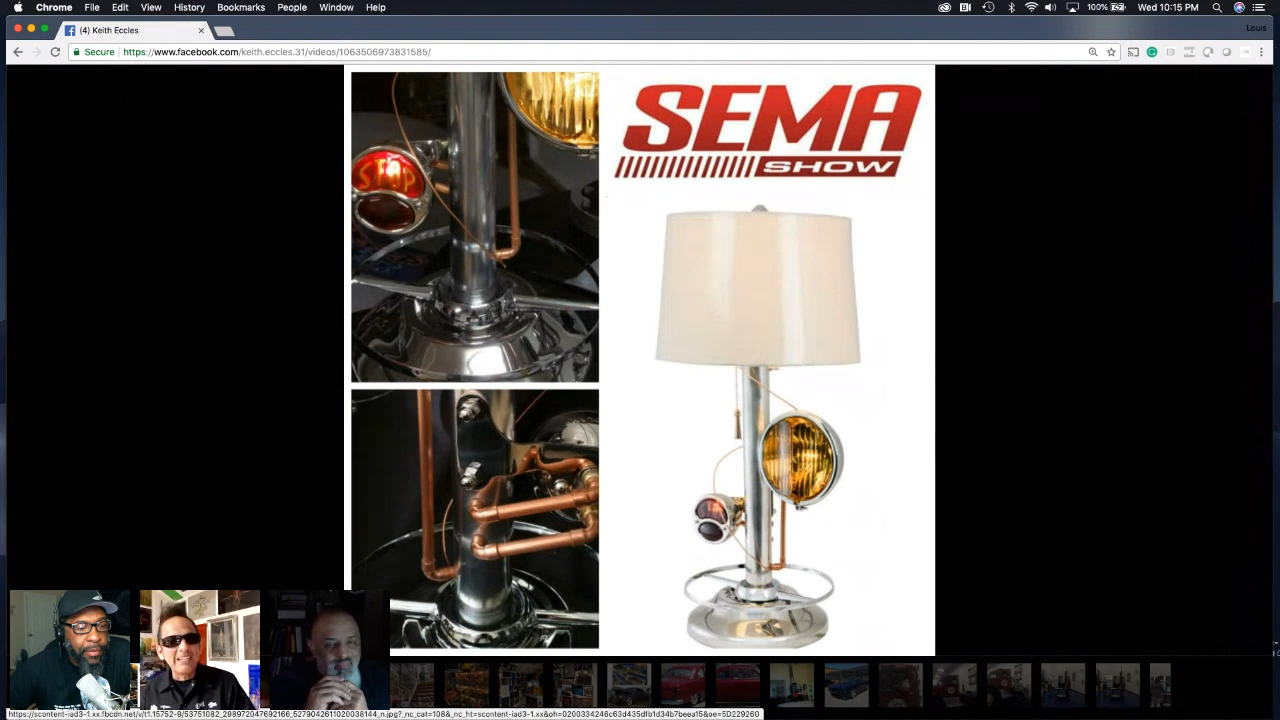 Chrome File Edit View History Bookmarks People Window Help
100% Wed 10:15 PM
(4) Keith Eccles
Louis
Secure https://www.facebook.com/keith.eccles.31/videos/1063506973831585/
STOP
SEMA
SHOW